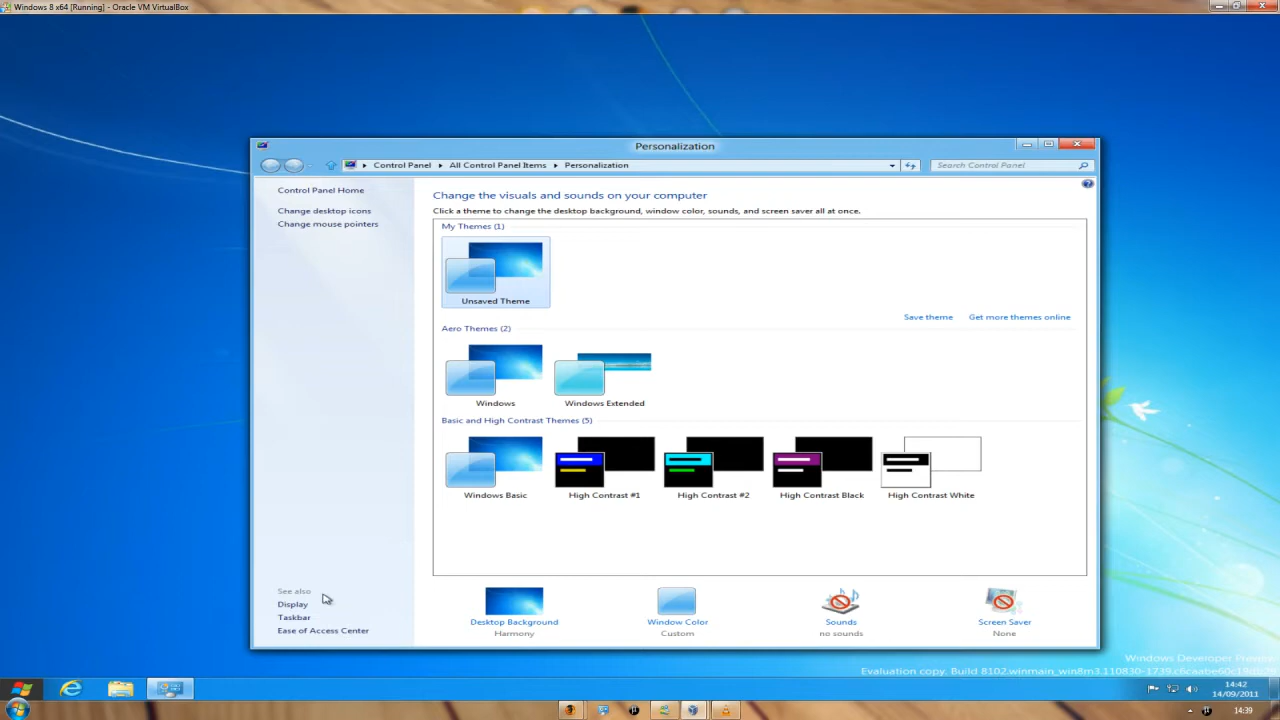 Windows 8 x64 [Running] - Oracle VM VirtualBox
Personalization
Control Panel ▸ All Control Panel Items ▸ Personalization
Search Control Panel
Control Panel Home
Change desktop icons
Change mouse pointers
See also
Display
Taskbar
Ease of Access Center
Change the visuals and sounds on your computer
Click a theme to change the desktop background, window color, sounds, and screen saver all at once.
My Themes (1)
Unsaved Theme
Save theme
Get more themes online
Aero Themes (2)
Windows
Windows Extended
Basic and High Contrast Themes (5)
Windows Basic
High Contrast #1
High Contrast #2
High Contrast Black
High Contrast White
Desktop Background
Harmony
Window Color
Custom
Sounds
no sounds
Screen Saver
None
Windows Developer
Evaluation copy. Build 8102.winmain_win8m3.110830-1739.
14:42
14/09/2011
14:39